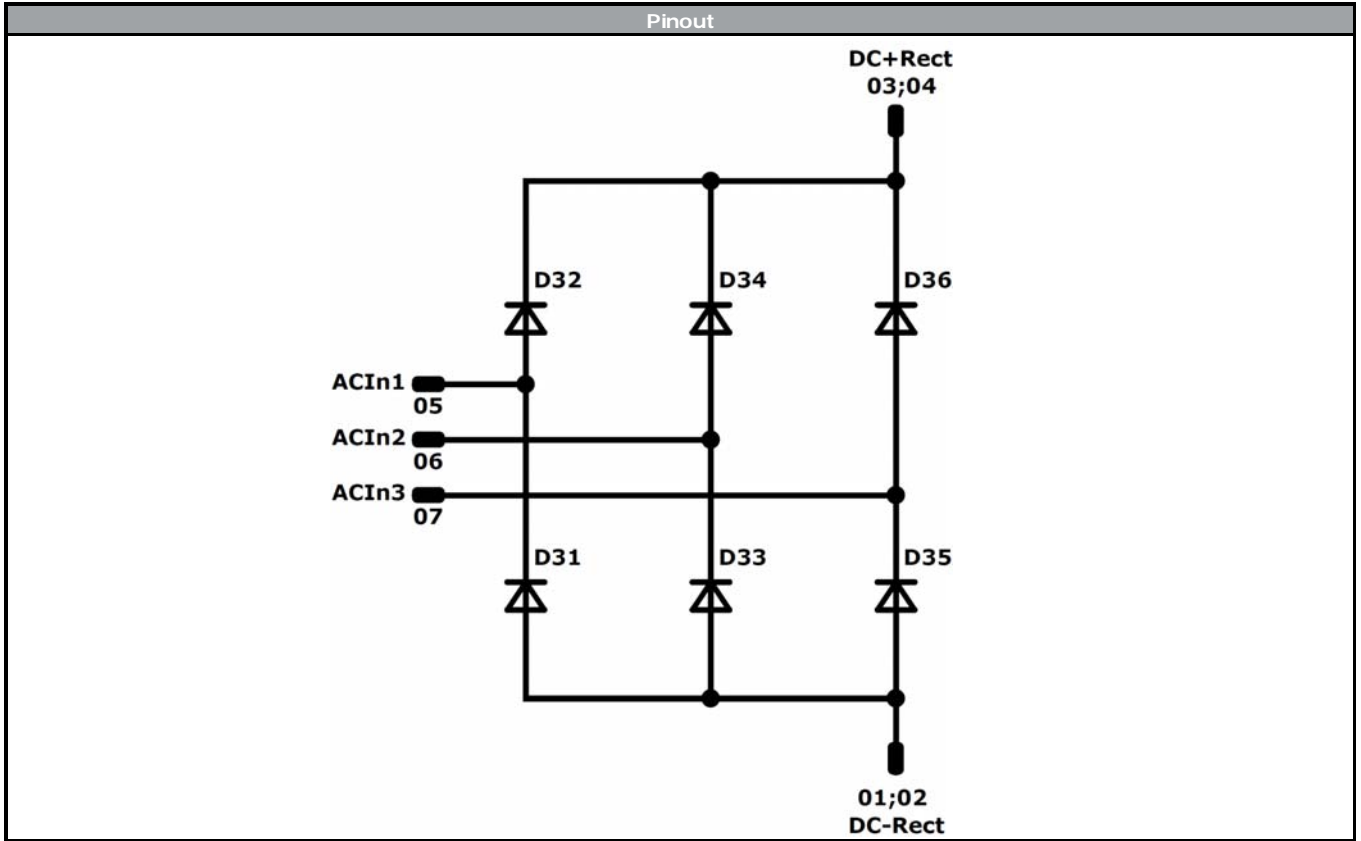 Pinout
DC+Rect
03;04
D32
D34
D36
ACIn1
05
ACIn2
06
ACIn3
07
D31
D33
D35
01;02
DC-Rect